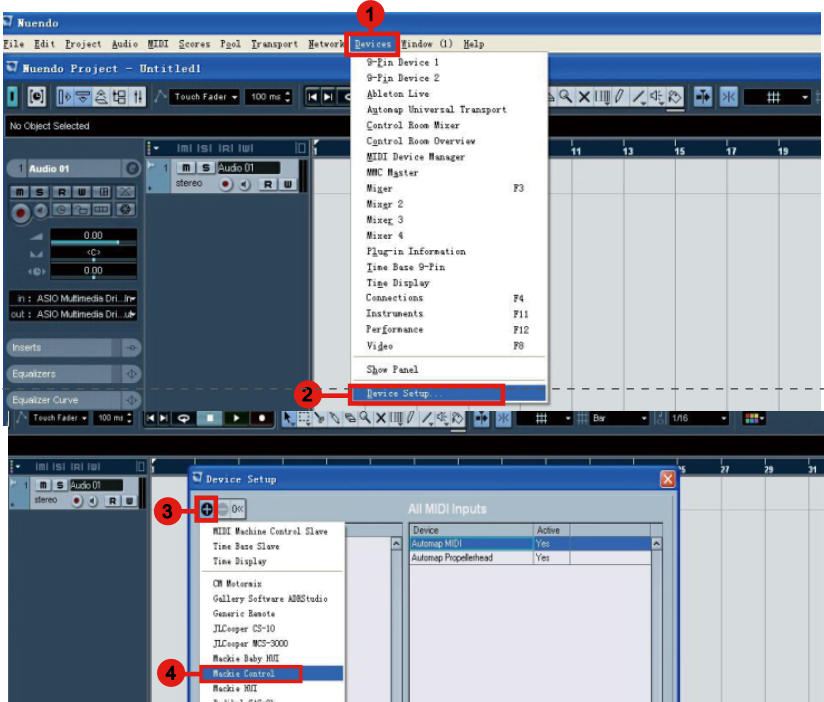 1
Nuendo
File Edit Project Audio MIDI Scores Pool Transport Network Devices Window (1) Help
Nuendo Project - Untitled1
Touch Fader 100 ms
No Object Selected
9-Pin Device 1
9-Pin Device 2
Ableton Live
Automap Universal Transport
Control Room Mixer
Control Room Overview
MIDI Device Manager
MMC Master
Mixer F3
Mixer 2
Mixer 3
Mixer 4
Plug-in Information
Time Base 9-Pin
Time Display
Connections F4
Instruments F11
Performance F12
Video F8
Show Panel
2 Device Setup...
11 13 15 17 19
1 Audio 01
m S R W
0.00
<C>
0.00
in : ASIO Multimedia Dri...In
out : ASIO Multimedia Dri...ut
Inserts
Equalizers
Equalizer Curve
1 m S Audio 01
stereo R W
Touch Fader 100 ms Bar 1/16
25 27 29 31
1 m S Audio 01
stereo R W
Device Setup
3
All MIDI Inputs
Device Active
Automap MIDI Yes
Automap Propellerhead Yes
MIDI Machine Control Slave
Time Base Slave
Time Display
CM Motormix
Gallery Software ADRStudio
Generic Remote
JLCooper CS-10
JLCooper MCS-3000
Mackie Baby HUI
4 Mackie Control
Mackie HUI